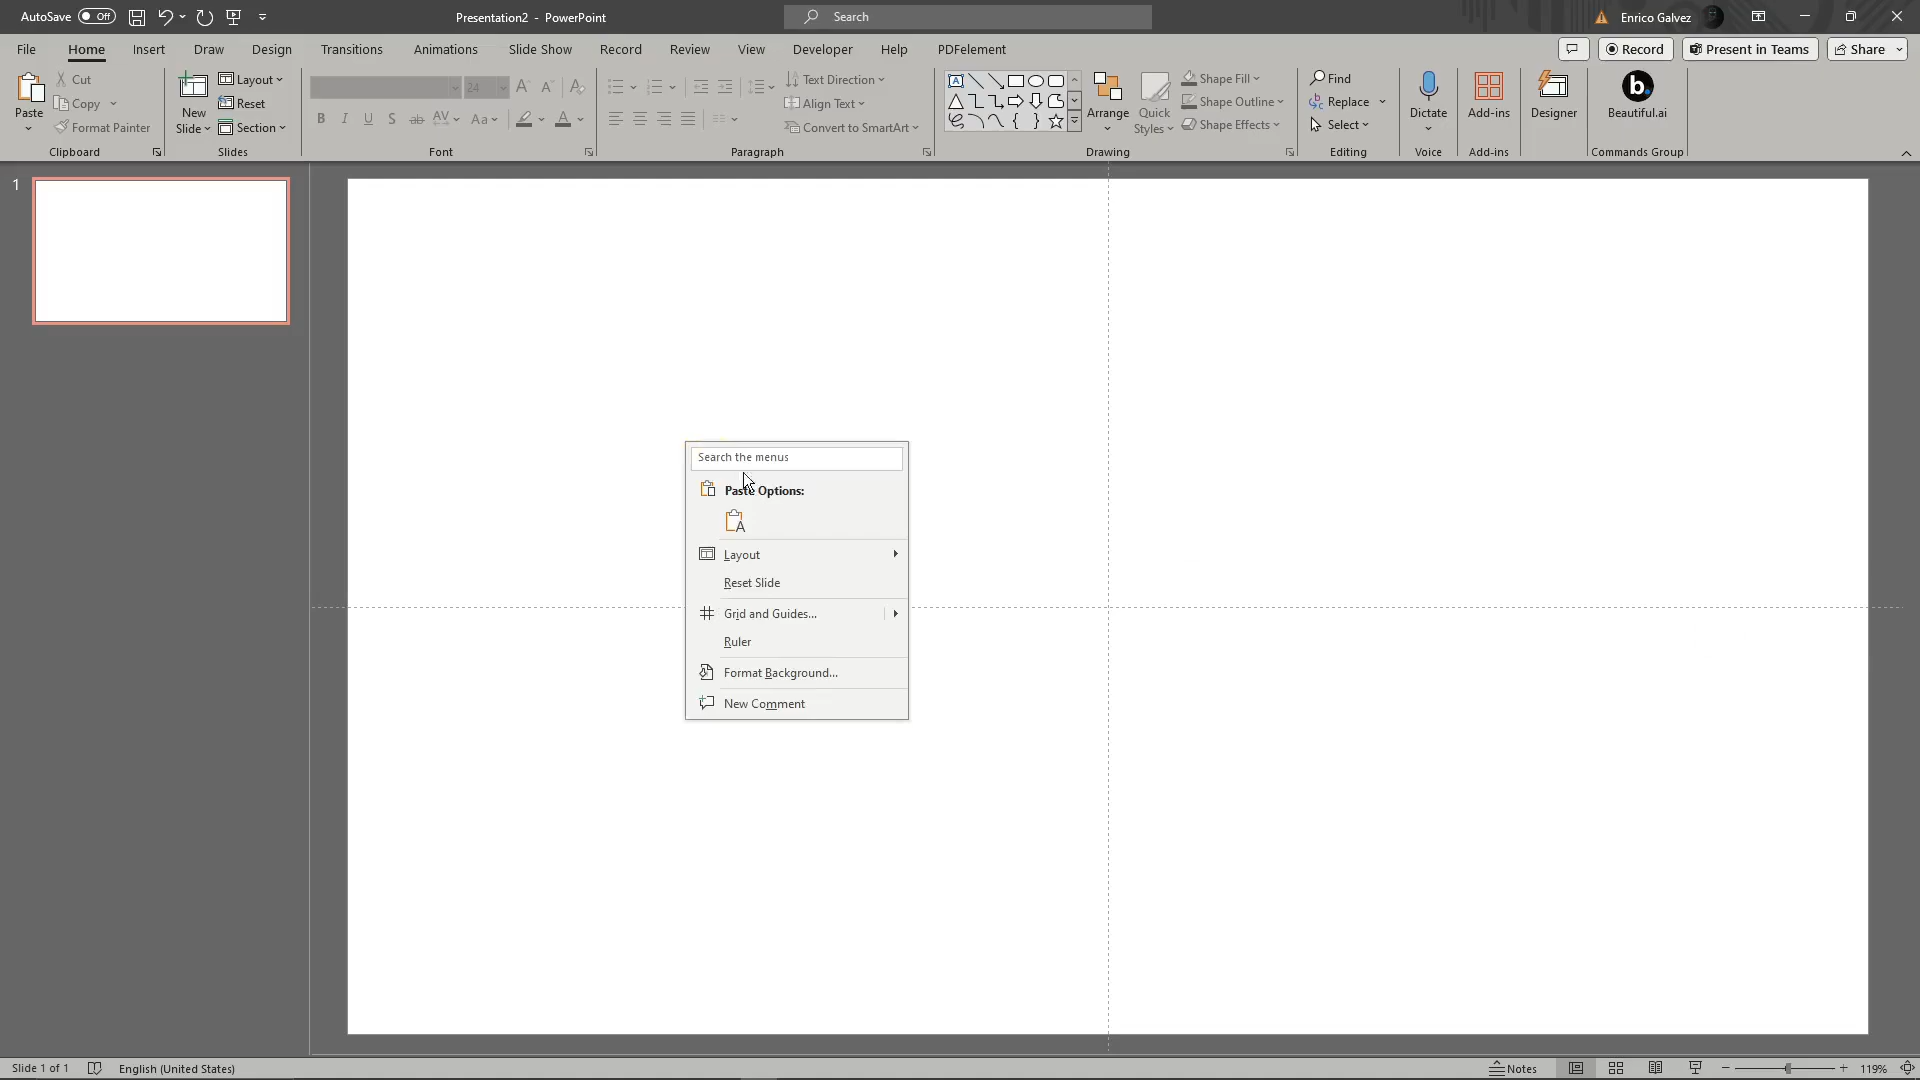 AutoSave Off Presentation2 - PowerPoint Search Enrico Galvez
File Home Insert Draw Design Transitions Animations Slide Show Record Review View Developer Help PDFelement Record Present in Teams Share
Paste
Cut
Copy
Format Painter
Clipboard
New Slide
Layout
Reset
Section
Slides
24
B I U S ab AV Aa A
Font
Text Direction
Align Text
Convert to SmartArt
Paragraph
Arrange
Quick Styles
Shape Fill
Shape Outline
Shape Effects
Drawing
Find
Replace
Select
Editing
Dictate
Voice
Add-ins
Add-ins
Designer
b.
Beautiful.ai
Commands Group
1
Search the menus
Paste Options:
A
Layout
Reset Slide
Grid and Guides...
Ruler
Format Background...
New Comment
Slide 1 of 1 English (United States) Notes 119%